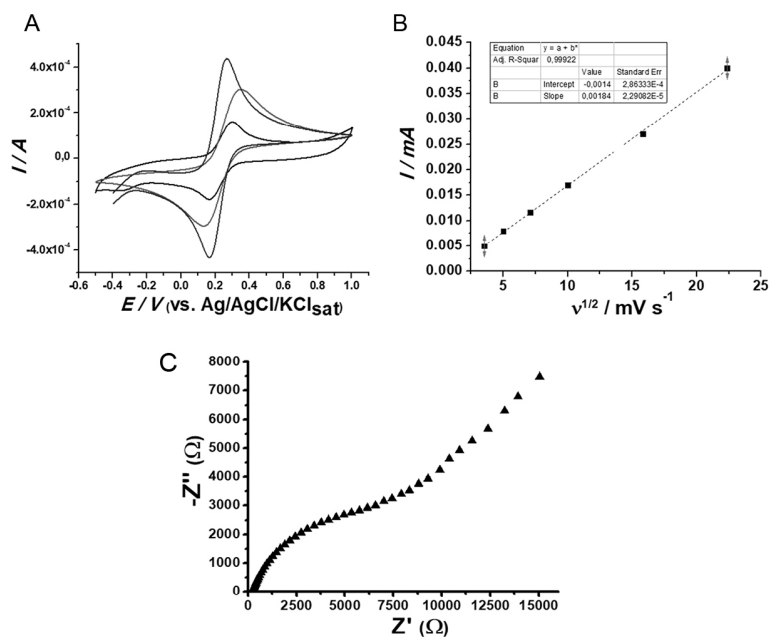 A
I / A
4.0x10⁻⁴
2.0x10⁻⁴
0,0
-2.0x10⁻⁴
-4.0x10⁻⁴
-0.6 -0.4 -0.2 0.0 0.2 0.4 0.6 0.8 1.0
E / V (vs. Ag/AgCl/KClsat)
B
I / mA
0.045
0.040
0.035
0.030
0.025
0.020
0.015
0.010
0.005
0.000
Equation y = a + b*
Adj. R-Squar 0,99922
Value Standard Err
B Intercept -0,0014 2,86333E-4
B Slope 0,00184 2,29082E-5
5 10 15 20 25
ν1/2 / mV s⁻¹
C
-Z'' (Ω)
8000
7000
6000
5000
4000
3000
2000
1000
0
0 2500 5000 7500 10000 12500 15000
Z' (Ω)